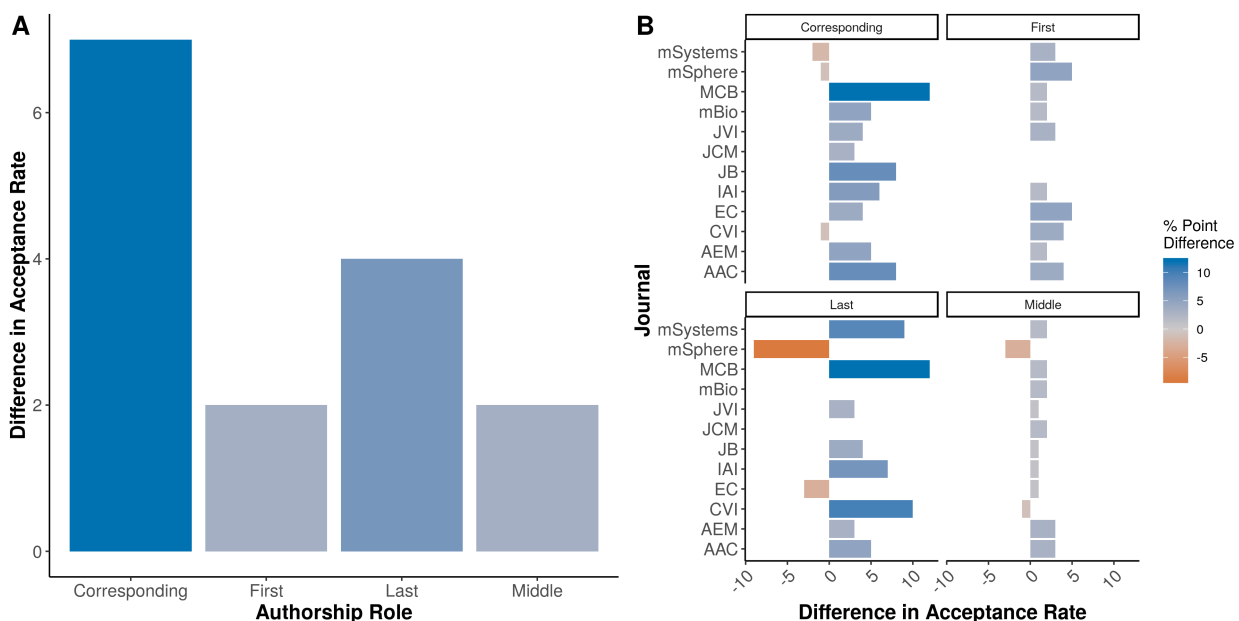 A
Difference in Acceptance Rate
6
4
2
0
Corresponding
First
Last
Middle
Authorship Role
B
Journal
Corresponding
First
mSystems
mSphere
MCB
mBio
JVI
JCM
JB
IAI
EC
CVI
AEM
AAC
Last
Middle
mSystems
mSphere
MCB
mBio
JVI
JCM
JB
IAI
EC
CVI
AEM
AAC
-10
-5
0
5
10
-10
-5
0
5
10
Difference in Acceptance Rate
% Point
Difference
10
5
0
-5